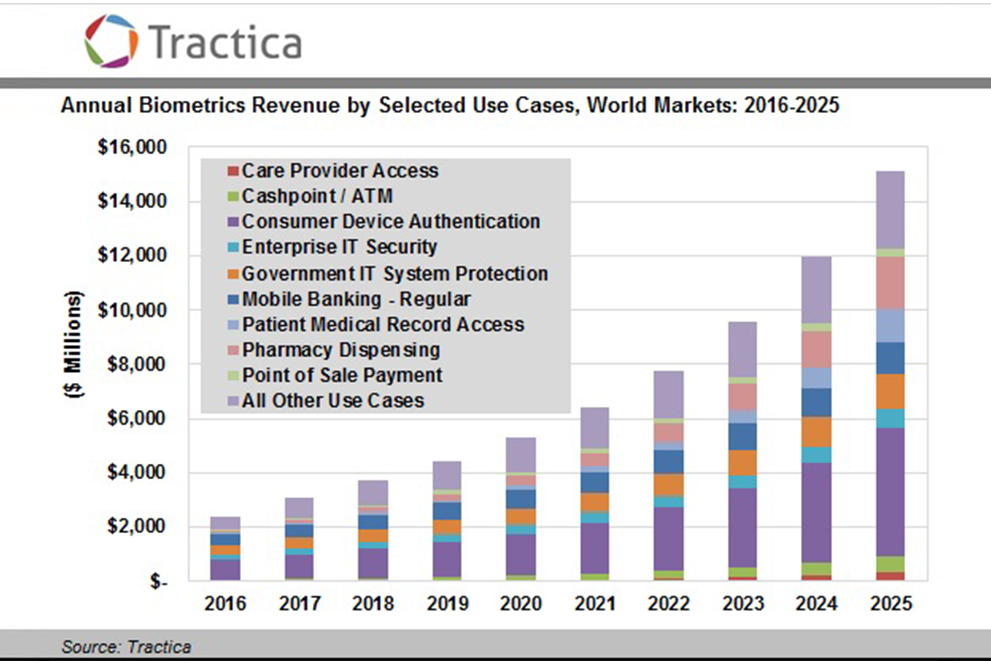 Tractica
Annual Biometrics Revenue by Selected Use Cases, World Markets: 2016-2025
($ Millions)
$16,000
$14,000
$12,000
$10,000
$8,000
$6,000
$4,000
$2,000
$-
Care Provider Access
Cashpoint / ATM
Consumer Device Authentication
Enterprise IT Security
Government IT System Protection
Mobile Banking - Regular
Patient Medical Record Access
Pharmacy Dispensing
Point of Sale Payment
All Other Use Cases
2016 2017 2018 2019 2020 2021 2022 2023 2024 2025
Source: Tractica